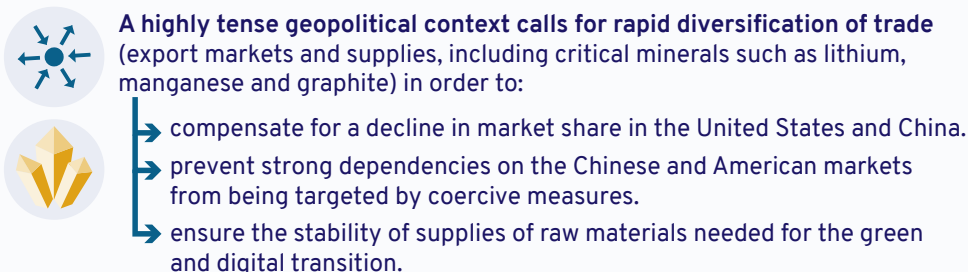 A highly tense geopolitical context calls for rapid diversification of trade
(export markets and supplies, including critical minerals such as lithium,
manganese and graphite) in order to:
compensate for a decline in market share in the United States and China.
prevent strong dependencies on the Chinese and American markets
from being targeted by coercive measures.
ensure the stability of supplies of raw materials needed for the green
and digital transition.